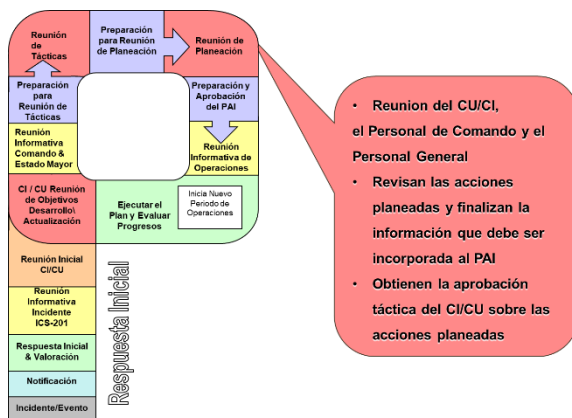 Reunión
de
Tácticas
Preparación
para Reunión
de Planeación
Reunión de
Planeación
Preparación
para
Reunión de
Tácticas
Preparación y
Aprobación
del PAI
Reunión
Informativa
Comando &
Estado Mayor
Reunión
Informativa de
Operaciones
CI / CU Reunión
de Objetivos
Desarrollo\
Actualización
Ejecutar el
Plan y Evaluar
Progresos
Inicia Nuevo
Periodo de
Operaciones
Reunión Inicial
CI/CU
Reunión
Informativa
Incidente
ICS-201
Respuesta Inicial
& Valoración
Notificación
Incidente/Evento
Respuesta Inicial
• Reunion del CU/CI,
el Personal de Comando y el
Personal General
• Revisan las acciones
planeadas y finalizan la
información que debe ser
incorporada al PAI
• Obtienen la aprobación
táctica del CI/CU sobre las
acciones planeadas